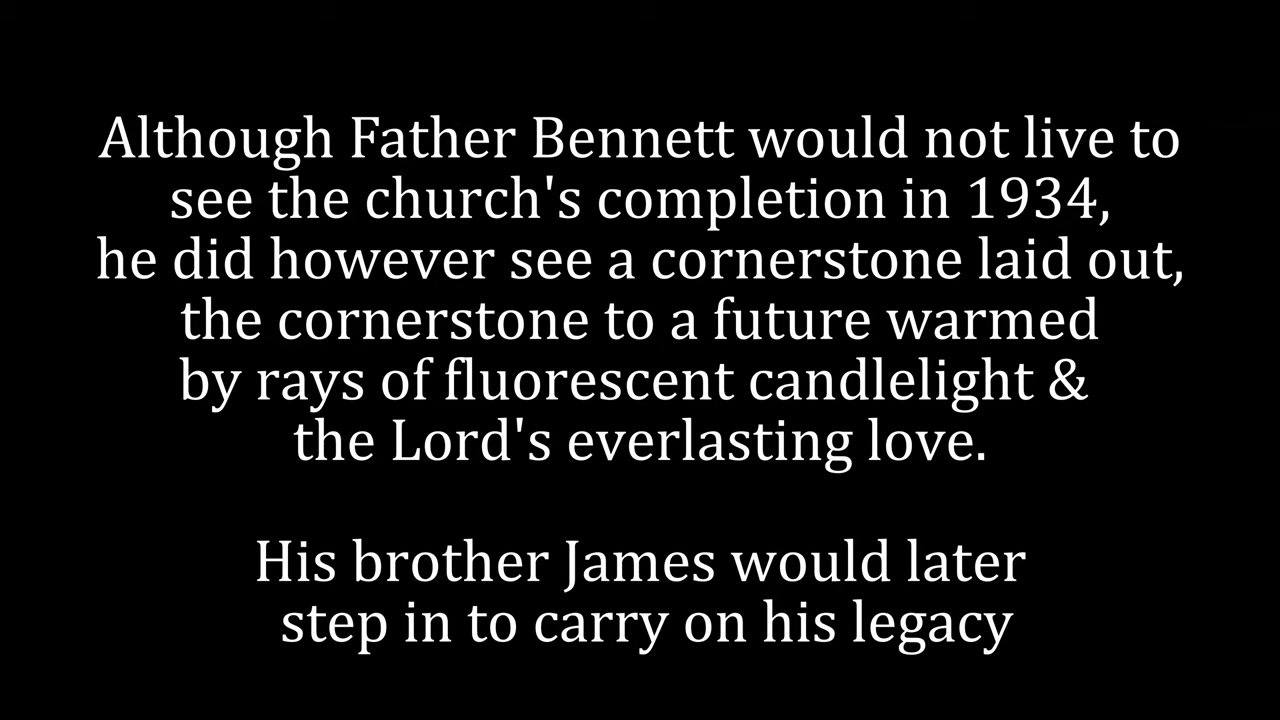 Although Father Bennett would not live to
see the church's completion in 1934,
he did however see a cornerstone laid out,
the cornerstone to a future warmed
by rays of fluorescent candlelight &
the Lord's everlasting love.
His brother James would later
step in to carry on his legacy